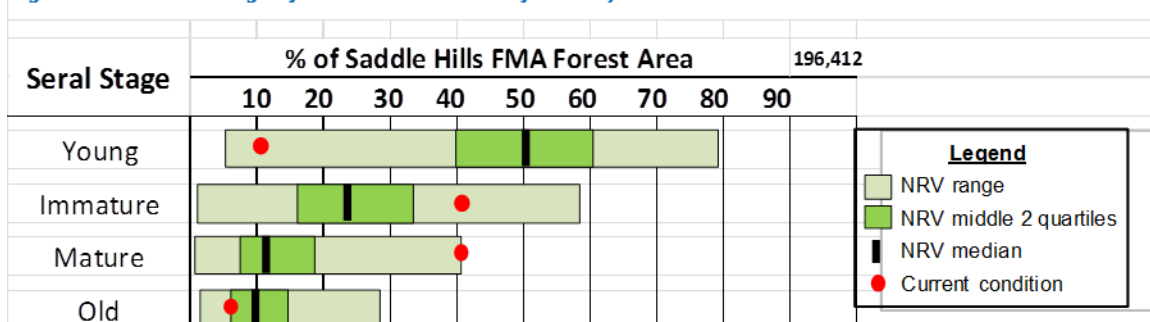 % of Saddle Hills FMA Forest Area 196,412
Seral Stage
10 20 30 40 50 60 70 80 90
Young
Immature
Mature
Old
Legend
NRV range
NRV middle 2 quartiles
NRV median
Current condition